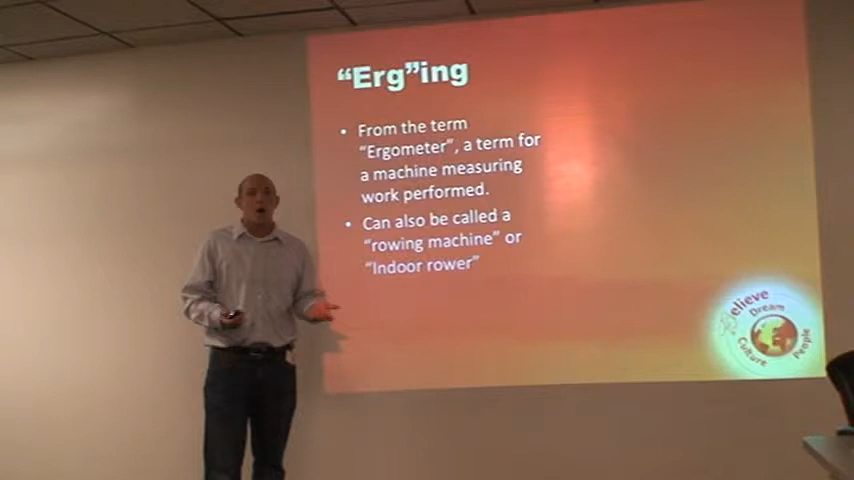 “Erg”ing
• From the term
“Ergometer”, a term for
a machine measuring
work performed.
• Can also be called a
“rowing machine” or
“Indoor rower”
Believe
Dream
Culture
People